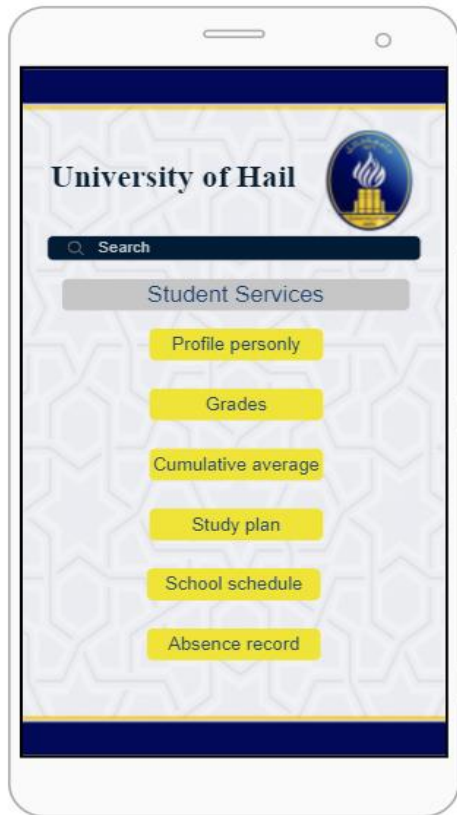 University of Hail
Search
Student Services
Profile personly
Grades
Cumulative average
Study plan
School schedule
Absence record